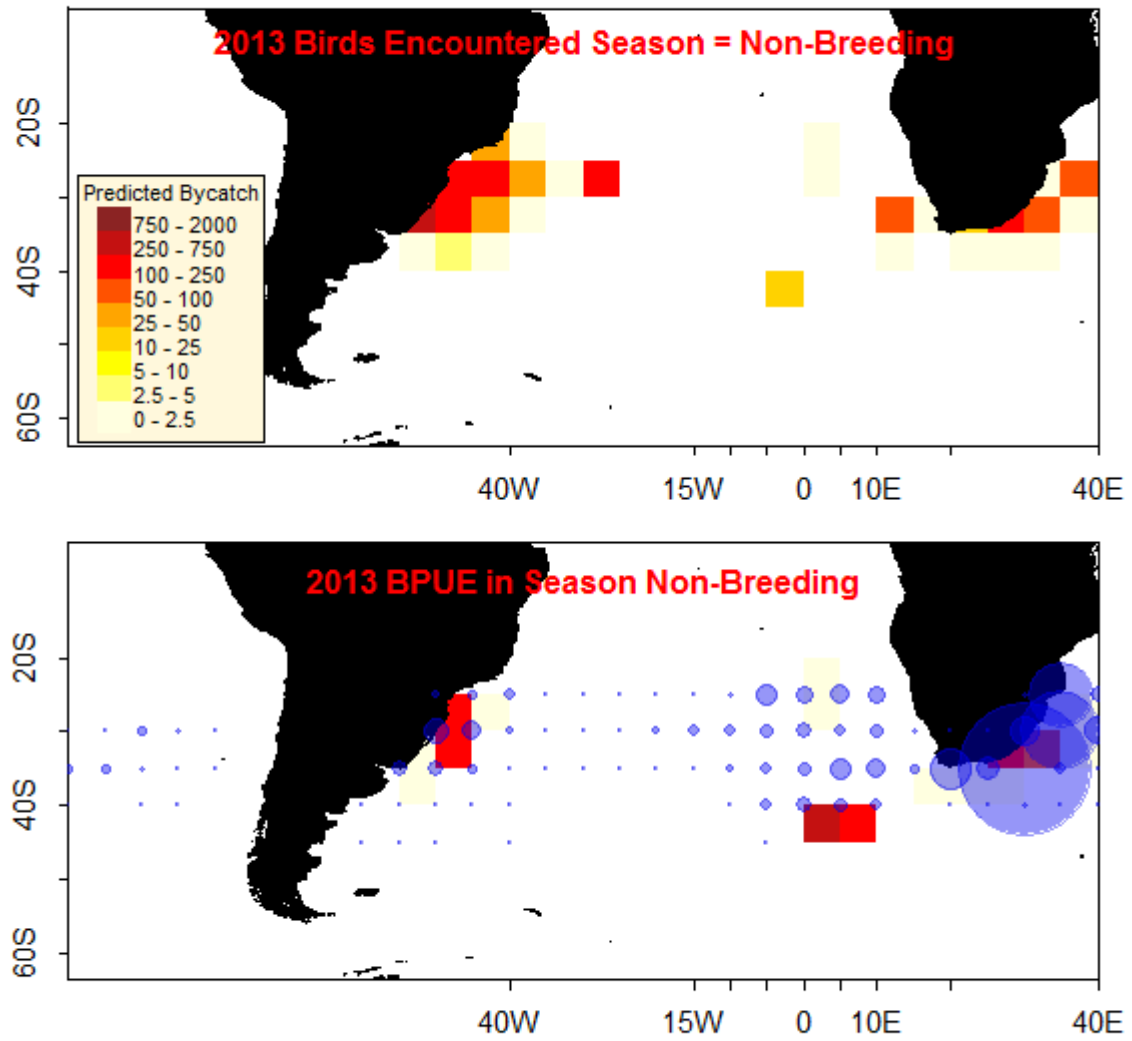 2013 Birds Encountered Season = Non-Breeding
20S
40S
60S
Predicted Bycatch
750 - 2000
250 - 750
100 - 250
50 - 100
25 - 50
10 - 25
5 - 10
2.5 - 5
0 - 2.5
40W 15W 0 10E 40E
2013 BPUE in Season Non-Breeding
20S
40S
60S
40W 15W 0 10E 40E